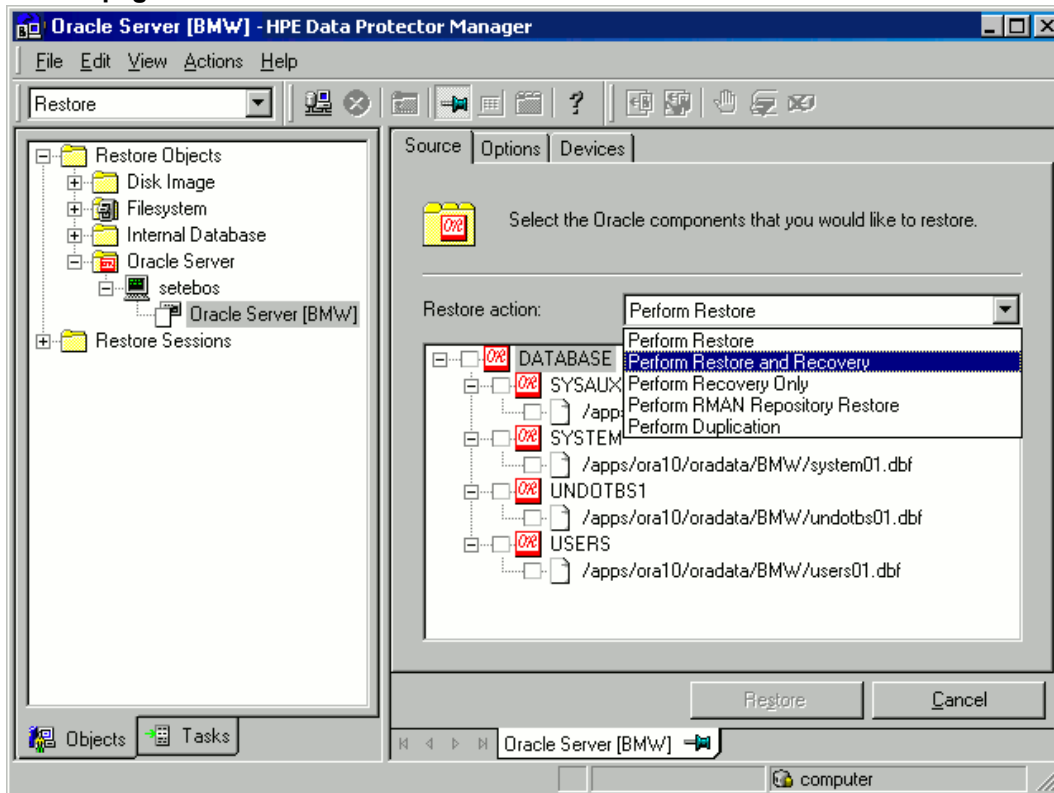 Oracle Server [BMW] - HPE Data Protector Manager
File Edit View Actions Help
Restore
Restore Objects
Disk Image
Filesystem
Internal Database
Oracle Server
setebos
Oracle Server [BMW]
Restore Sessions
Objects Tasks
Source Options Devices
Select the Oracle components that you would like to restore.
Restore action: Perform Restore
Perform Restore
Perform Restore and Recovery
Perform Recovery Only
Perform RMAN Repository Restore
Perform Duplication
DATABASE
SYSAUX
/app
SYSTEM
/apps/ora10/oradata/BMW/system01.dbf
UNDOTBS1
/apps/ora10/oradata/BMW/undotbs01.dbf
USERS
/apps/ora10/oradata/BMW/users01.dbf
Restore Cancel
Oracle Server [BMW]
computer